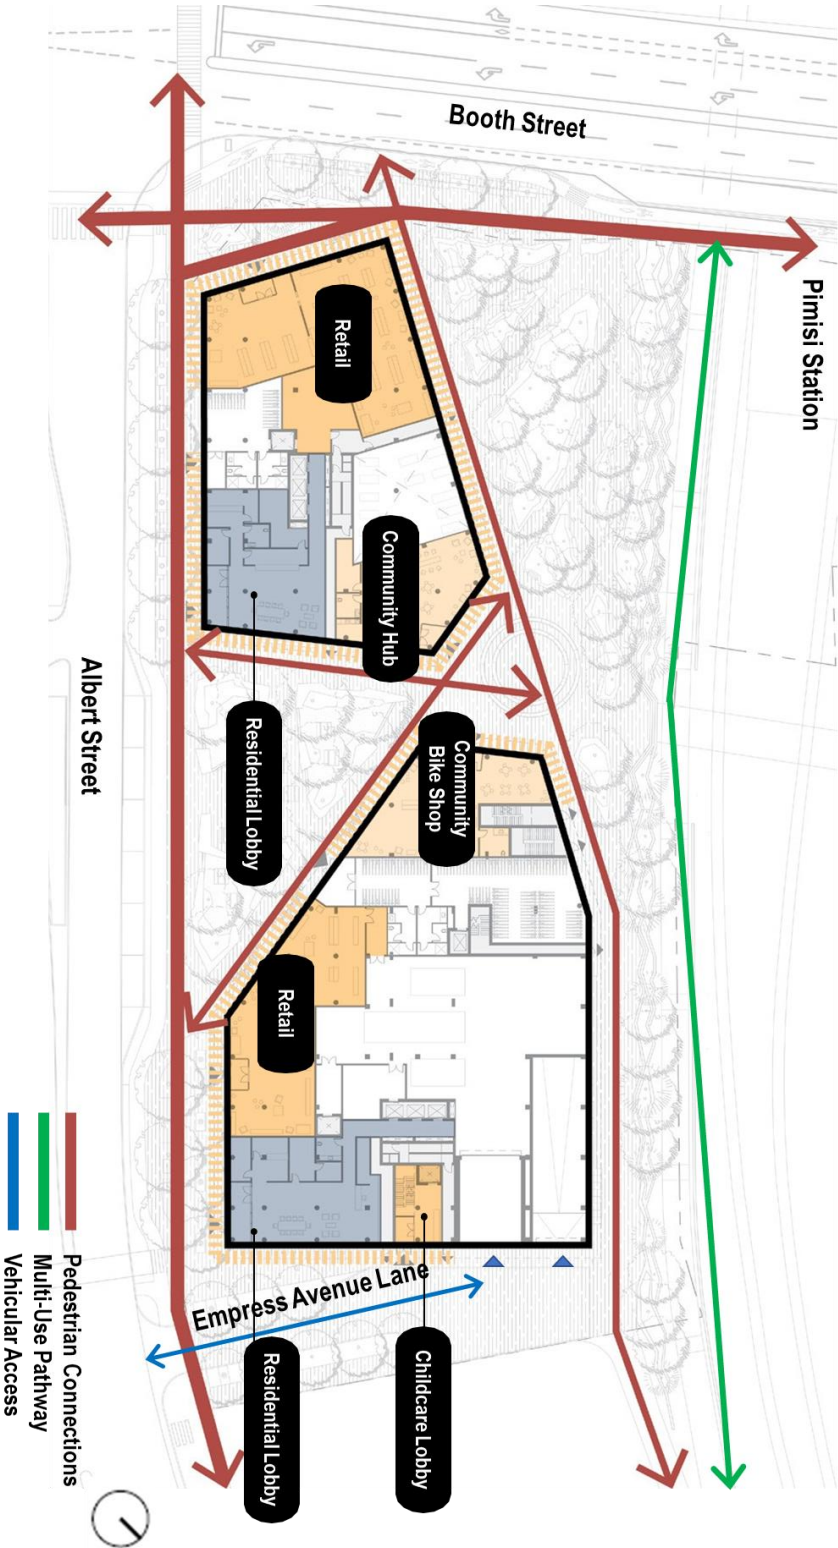 Booth Street
Pimisi Station
Retail
Community Hub
Residential Lobby
Albert Street
Community
Bike Shop
Retail
Empress Avenue Lane
Residential Lobby
Childcare Lobby
Pedestrian Connections
Multi-Use Pathway
Vehicular Access